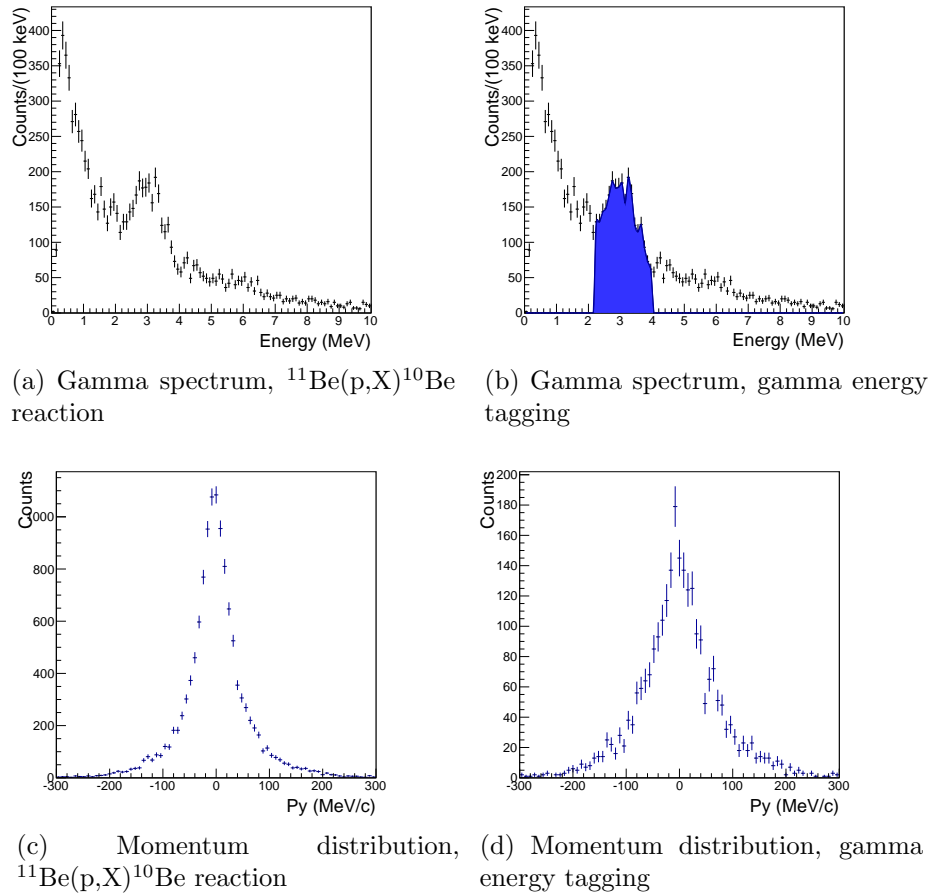 Counts/(100 keV)
400
350
300
250
200
150
100
50
0
0 1 2 3 4 5 6 7 8 9 10
Energy (MeV)
Counts/(100 keV)
400
350
300
250
200
150
100
50
0
0 1 2 3 4 5 6 7 8 9 10
Energy (MeV)
(a) Gamma spectrum, ¹¹Be(p,X)¹⁰Be
reaction
(b) Gamma spectrum, gamma energy
tagging
Counts
1000
800
600
400
200
0
-300 -200 -100 0 100 200 300
Py (MeV/c)
Counts
200
180
160
140
120
100
80
60
40
20
0
-300 -200 -100 0 100 200 300
Py (MeV/c)
(c) Momentum distribution,
¹¹Be(p,X)¹⁰Be reaction
(d) Momentum distribution, gamma
energy tagging